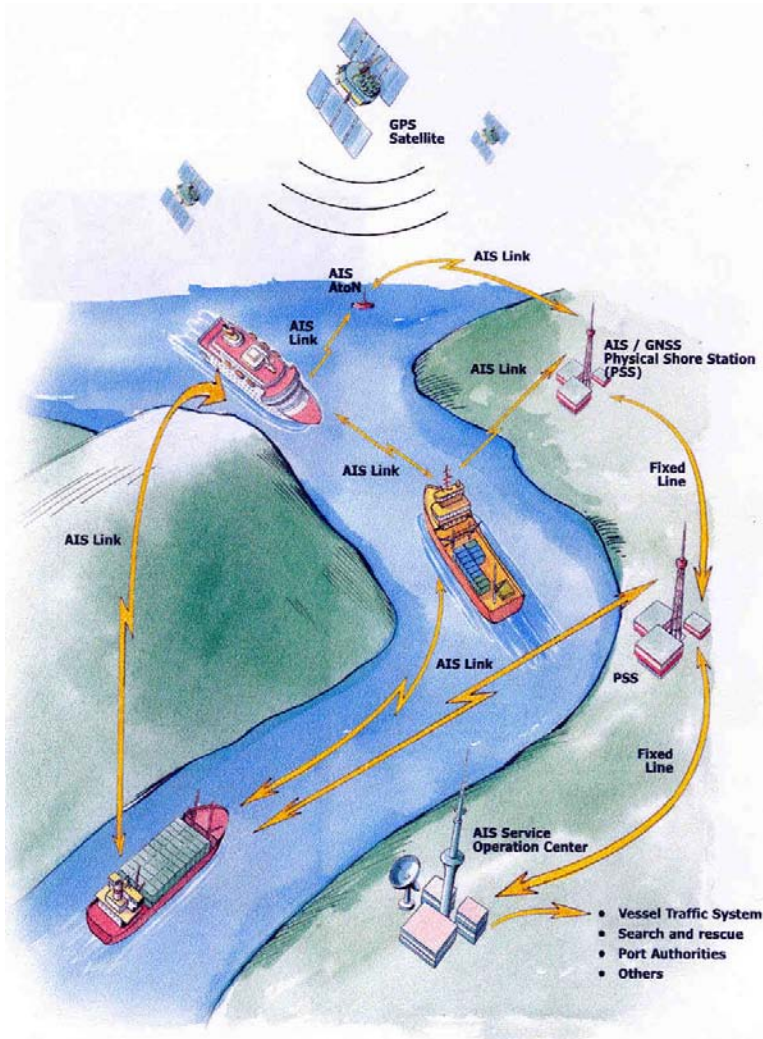 GPS
Satellite
AIS Link
AIS
AtoN
AIS
Link
AIS / GNSS
Physical Shore Station
(PSS)
AIS Link
AIS Link
Fixed
Line
AIS Link
AIS Link
PSS
Fixed
Line
AIS Service
Operation Center
• Vessel Traffic System
• Search and rescue
• Port Authorities
• Others